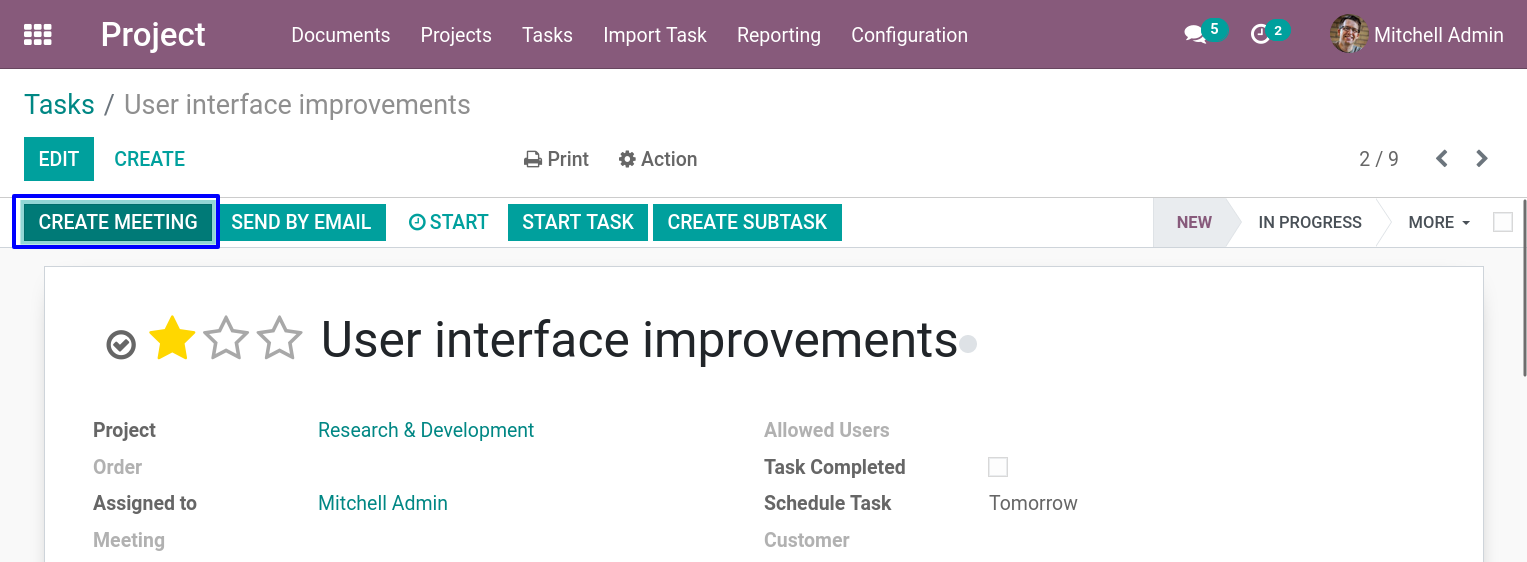 Project Documents Projects Tasks Import Task Reporting Configuration 5 2 Mitchell Admin
Tasks / User interface improvements
EDIT CREATE Print Action 2 / 9
CREATE MEETING SEND BY EMAIL START START TASK CREATE SUBTASK NEW IN PROGRESS MORE
User interface improvements
Project Research & Development Allowed Users
Order Task Completed
Assigned to Mitchell Admin Schedule Task Tomorrow
Meeting Customer